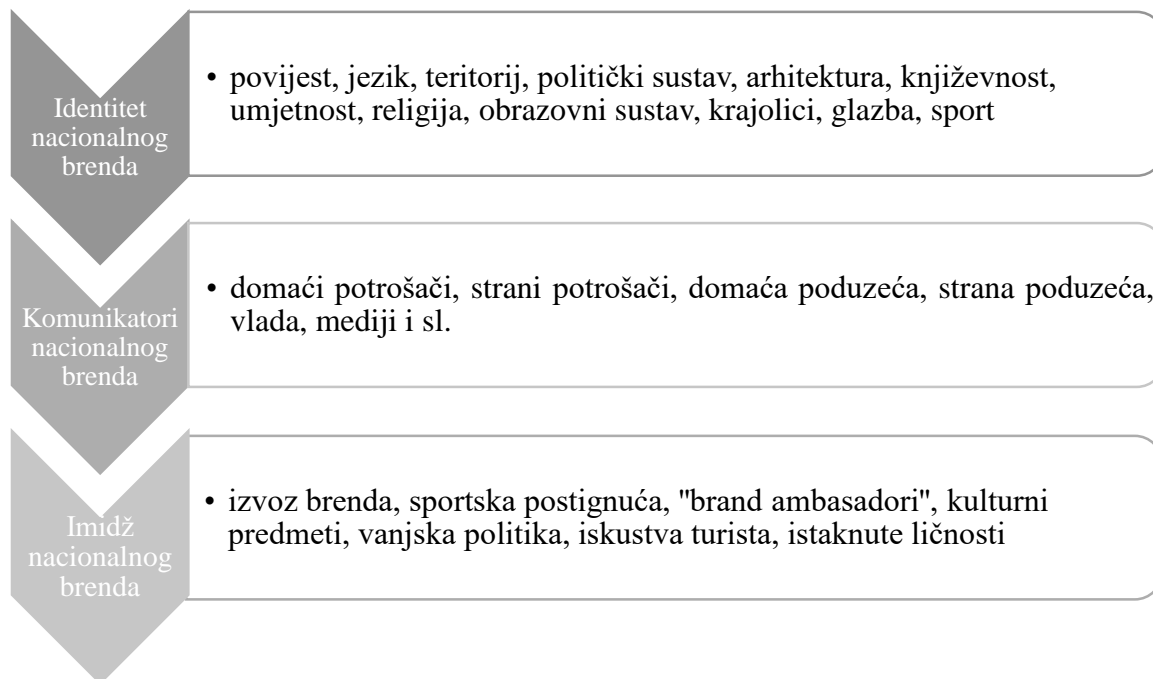 Identitet
nacionalnog
brenda
• povijest, jezik, teritorij, politički sustav, arhitektura, književnost,
umjetnost, religija, obrazovni sustav, krajolici, glazba, sport
Komunikatori
nacionalnog
brenda
• domaći potrošači, strani potrošači, domaća poduzeća, strana poduzeća,
vlada, mediji i sl.
Imidž
nacionalnog
brenda
• izvoz brenda, sportska postignuća, "brand ambasadori", kulturni
predmeti, vanjska politika, iskustva turista, istaknute ličnosti